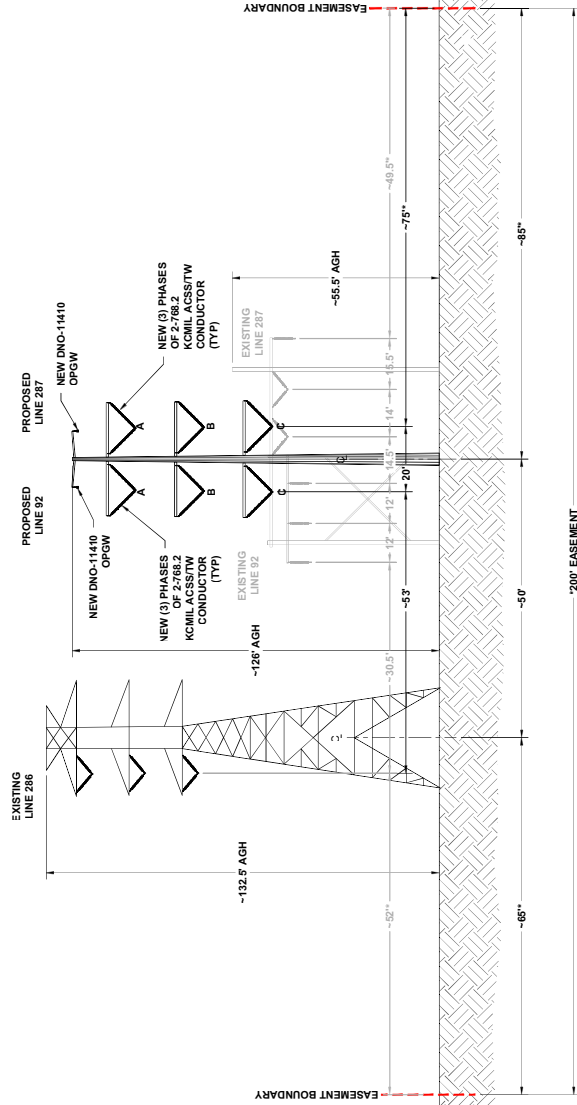 EASEMENT BOUNDARY
EXISTING
LINE 286
~132.5' AGH
~52'*
~65'*
℄
PROPOSED
LINE 92
NEW DNO-11410
OPGW
NEW (3) PHASES
OF 2-768.2
KCMIL ACSS/TW
CONDUCTOR
(TYP)
~126' AGH
EXISTING
LINE 92
~30.5'
~53'
12'
12'
14.5'
14'
15.5'
20'
℄
A
B
C
A
B
C
PROPOSED
LINE 287
NEW DNO-11410
OPGW
NEW (3) PHASES
OF 2-768.2
KCMIL ACSS/TW
CONDUCTOR
(TYP)
EXISTING
LINE 287
~55.5' AGH
~49.5'*
~75'*
~50'
~85'*
*200' EASEMENT
EASEMENT BOUNDARY